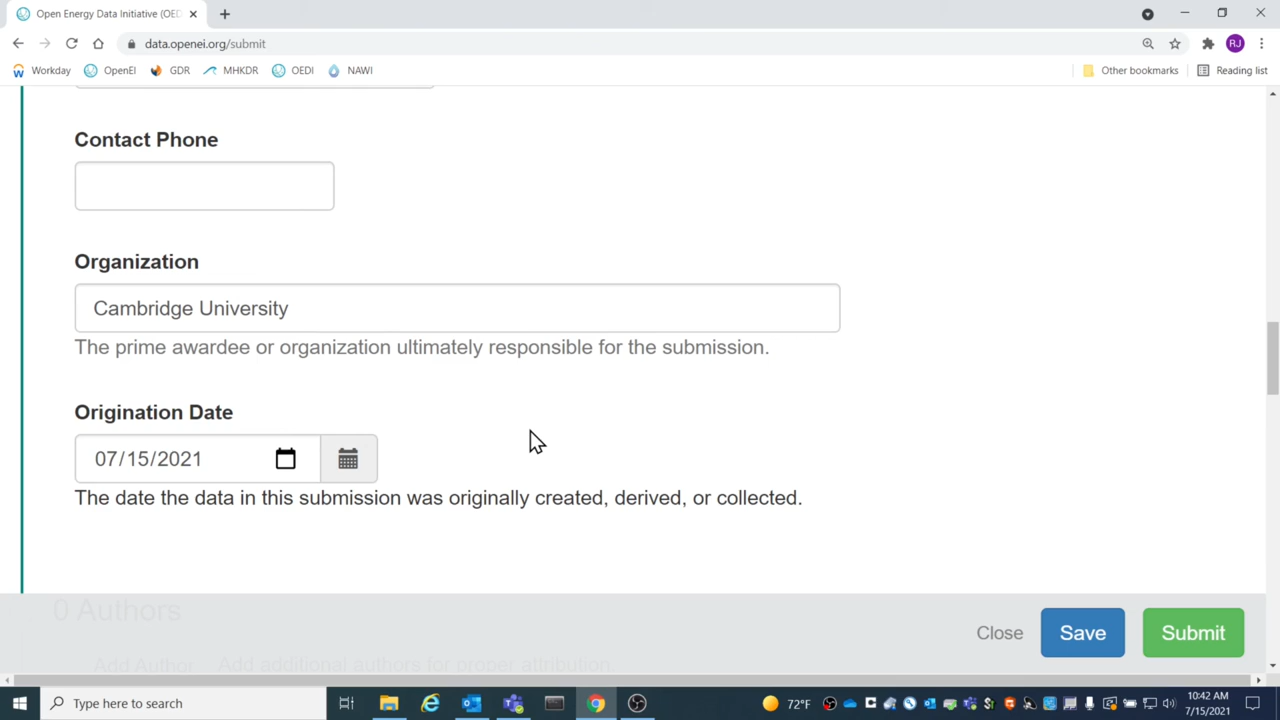 Open Energy Data Initiative (OED
data.openei.org/submit
RJ
Workday
OpenEI
GDR
MHKDR
OEDI
NAWI
Other bookmarks
Reading list
Contact Phone
Organization
Cambridge University
The prime awardee or organization ultimately responsible for the submission.
Origination Date
07/15/2021
The date the data in this submission was originally created, derived, or collected.
0 Authors
Add Author Add additional authors for proper attribution.
Close
Save
Submit
Type here to search
72°F
10:42 AM
7/15/2021